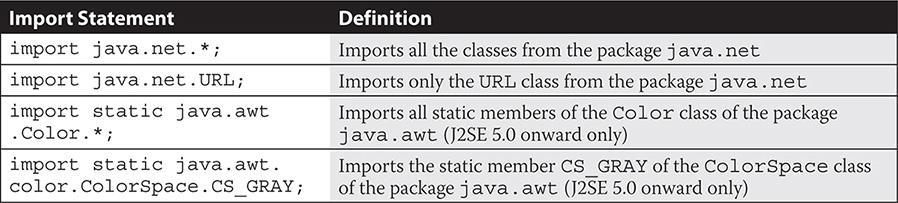 Import Statement Definition
import java.net.*; Imports all the classes from the package java.net
import java.net.URL; Imports only the URL class from the package java.net
import static java.awt Imports all static members of the Color class of the package
.Color.*; java.awt (J2SE 5.0 onward only)
import static java.awt. Imports the static member CS_GRAY of the ColorSpace class
color.ColorSpace.CS_GRAY; of the package java.awt (J2SE 5.0 onward only)